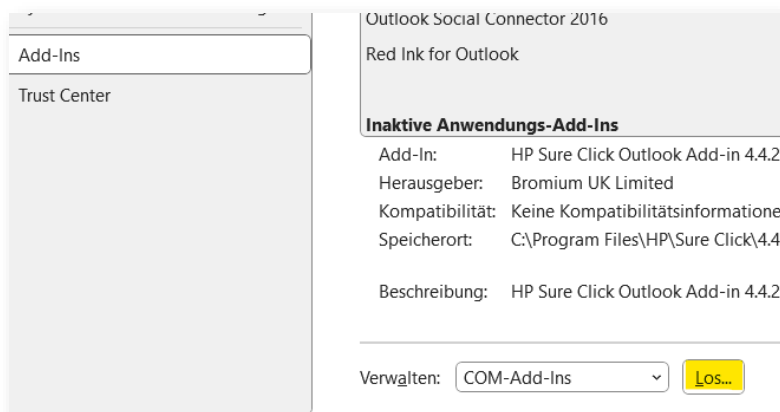 Add-Ins
Trust Center
Outlook Social Connector 2016
Red Ink for Outlook
Inaktive Anwendungs-Add-Ins
Add-In: HP Sure Click Outlook Add-in 4.4.2
Herausgeber: Bromium UK Limited
Kompatibilität: Keine Kompatibilitätsinformatione
Speicherort: C:\Program Files\HP\Sure Click\4.4
Beschreibung: HP Sure Click Outlook Add-in 4.4.2
Verwalten: COM-Add-Ins Los...